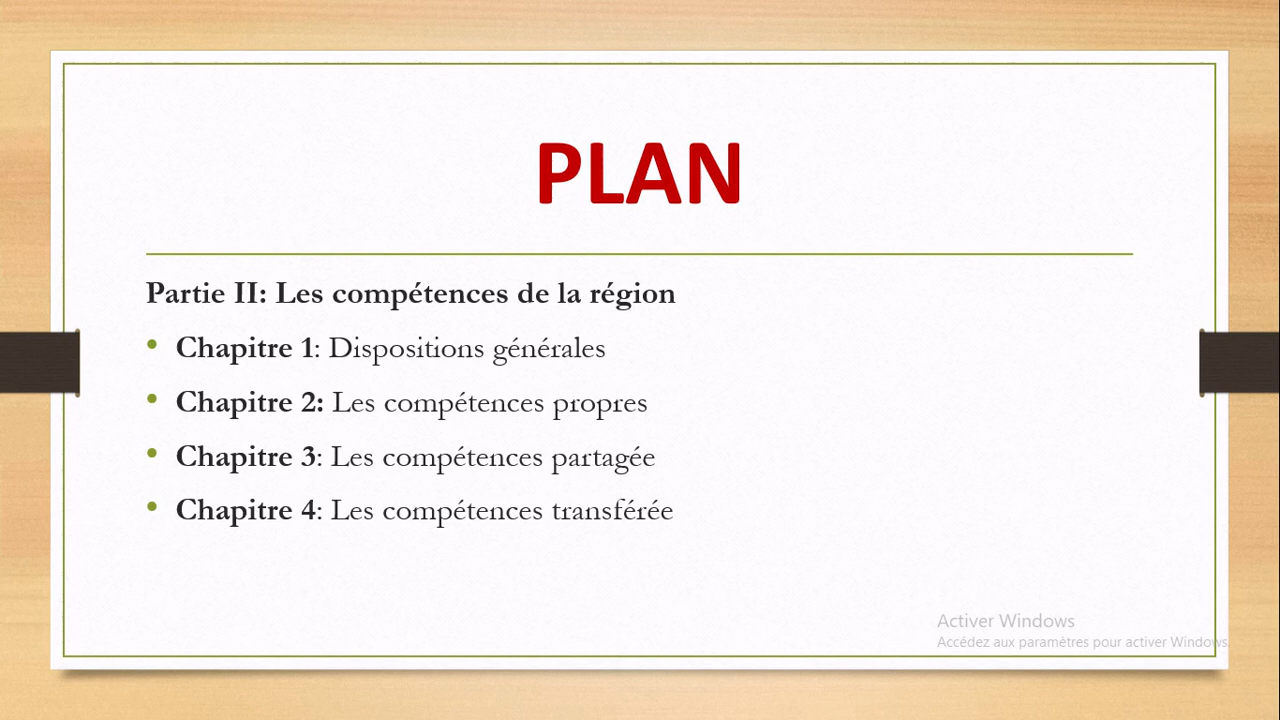 PLAN
Partie II: Les compétences de la région
• Chapitre 1: Dispositions générales
• Chapitre 2: Les compétences propres
• Chapitre 3: Les compétences partagée
• Chapitre 4: Les compétences transférée
Activer Windows
Accédez aux paramètres pour activer Windows.